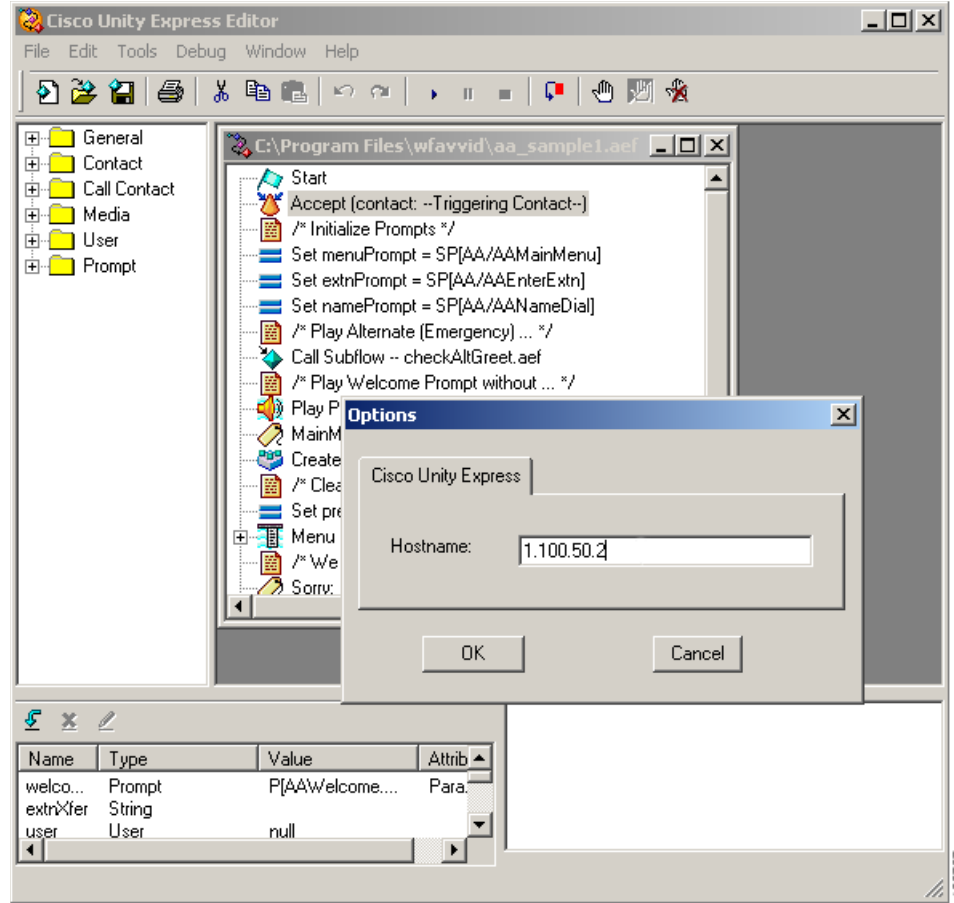 Cisco Unity Express Editor
File Edit Tools Debug Window Help
General
Contact
Call Contact
Media
User
Prompt
C:\Program Files\wfavvid\aa_sample1.aef
Start
Accept (contact: --Triggering Contact--)
/* Initialize Prompts */
Set menuPrompt = SP[AA/AAMainMenu]
Set extnPrompt = SP[AA/AAEnterExtn]
Set namePrompt = SP[AA/AANameDial]
/* Play Alternate (Emergency) ... */
Call Subflow -- checkAltGreet.aef
/* Play Welcome Prompt without ... */
Play P
MainM
Create
/* Clea
Set pre
Menu
/* We
Sorry:
Options
Cisco Unity Express
Hostname: 1.100.50.2
OK Cancel
Name Type Value Attrib
welco... Prompt P[AAWelcome.... Para.
extnXfer String
user User null